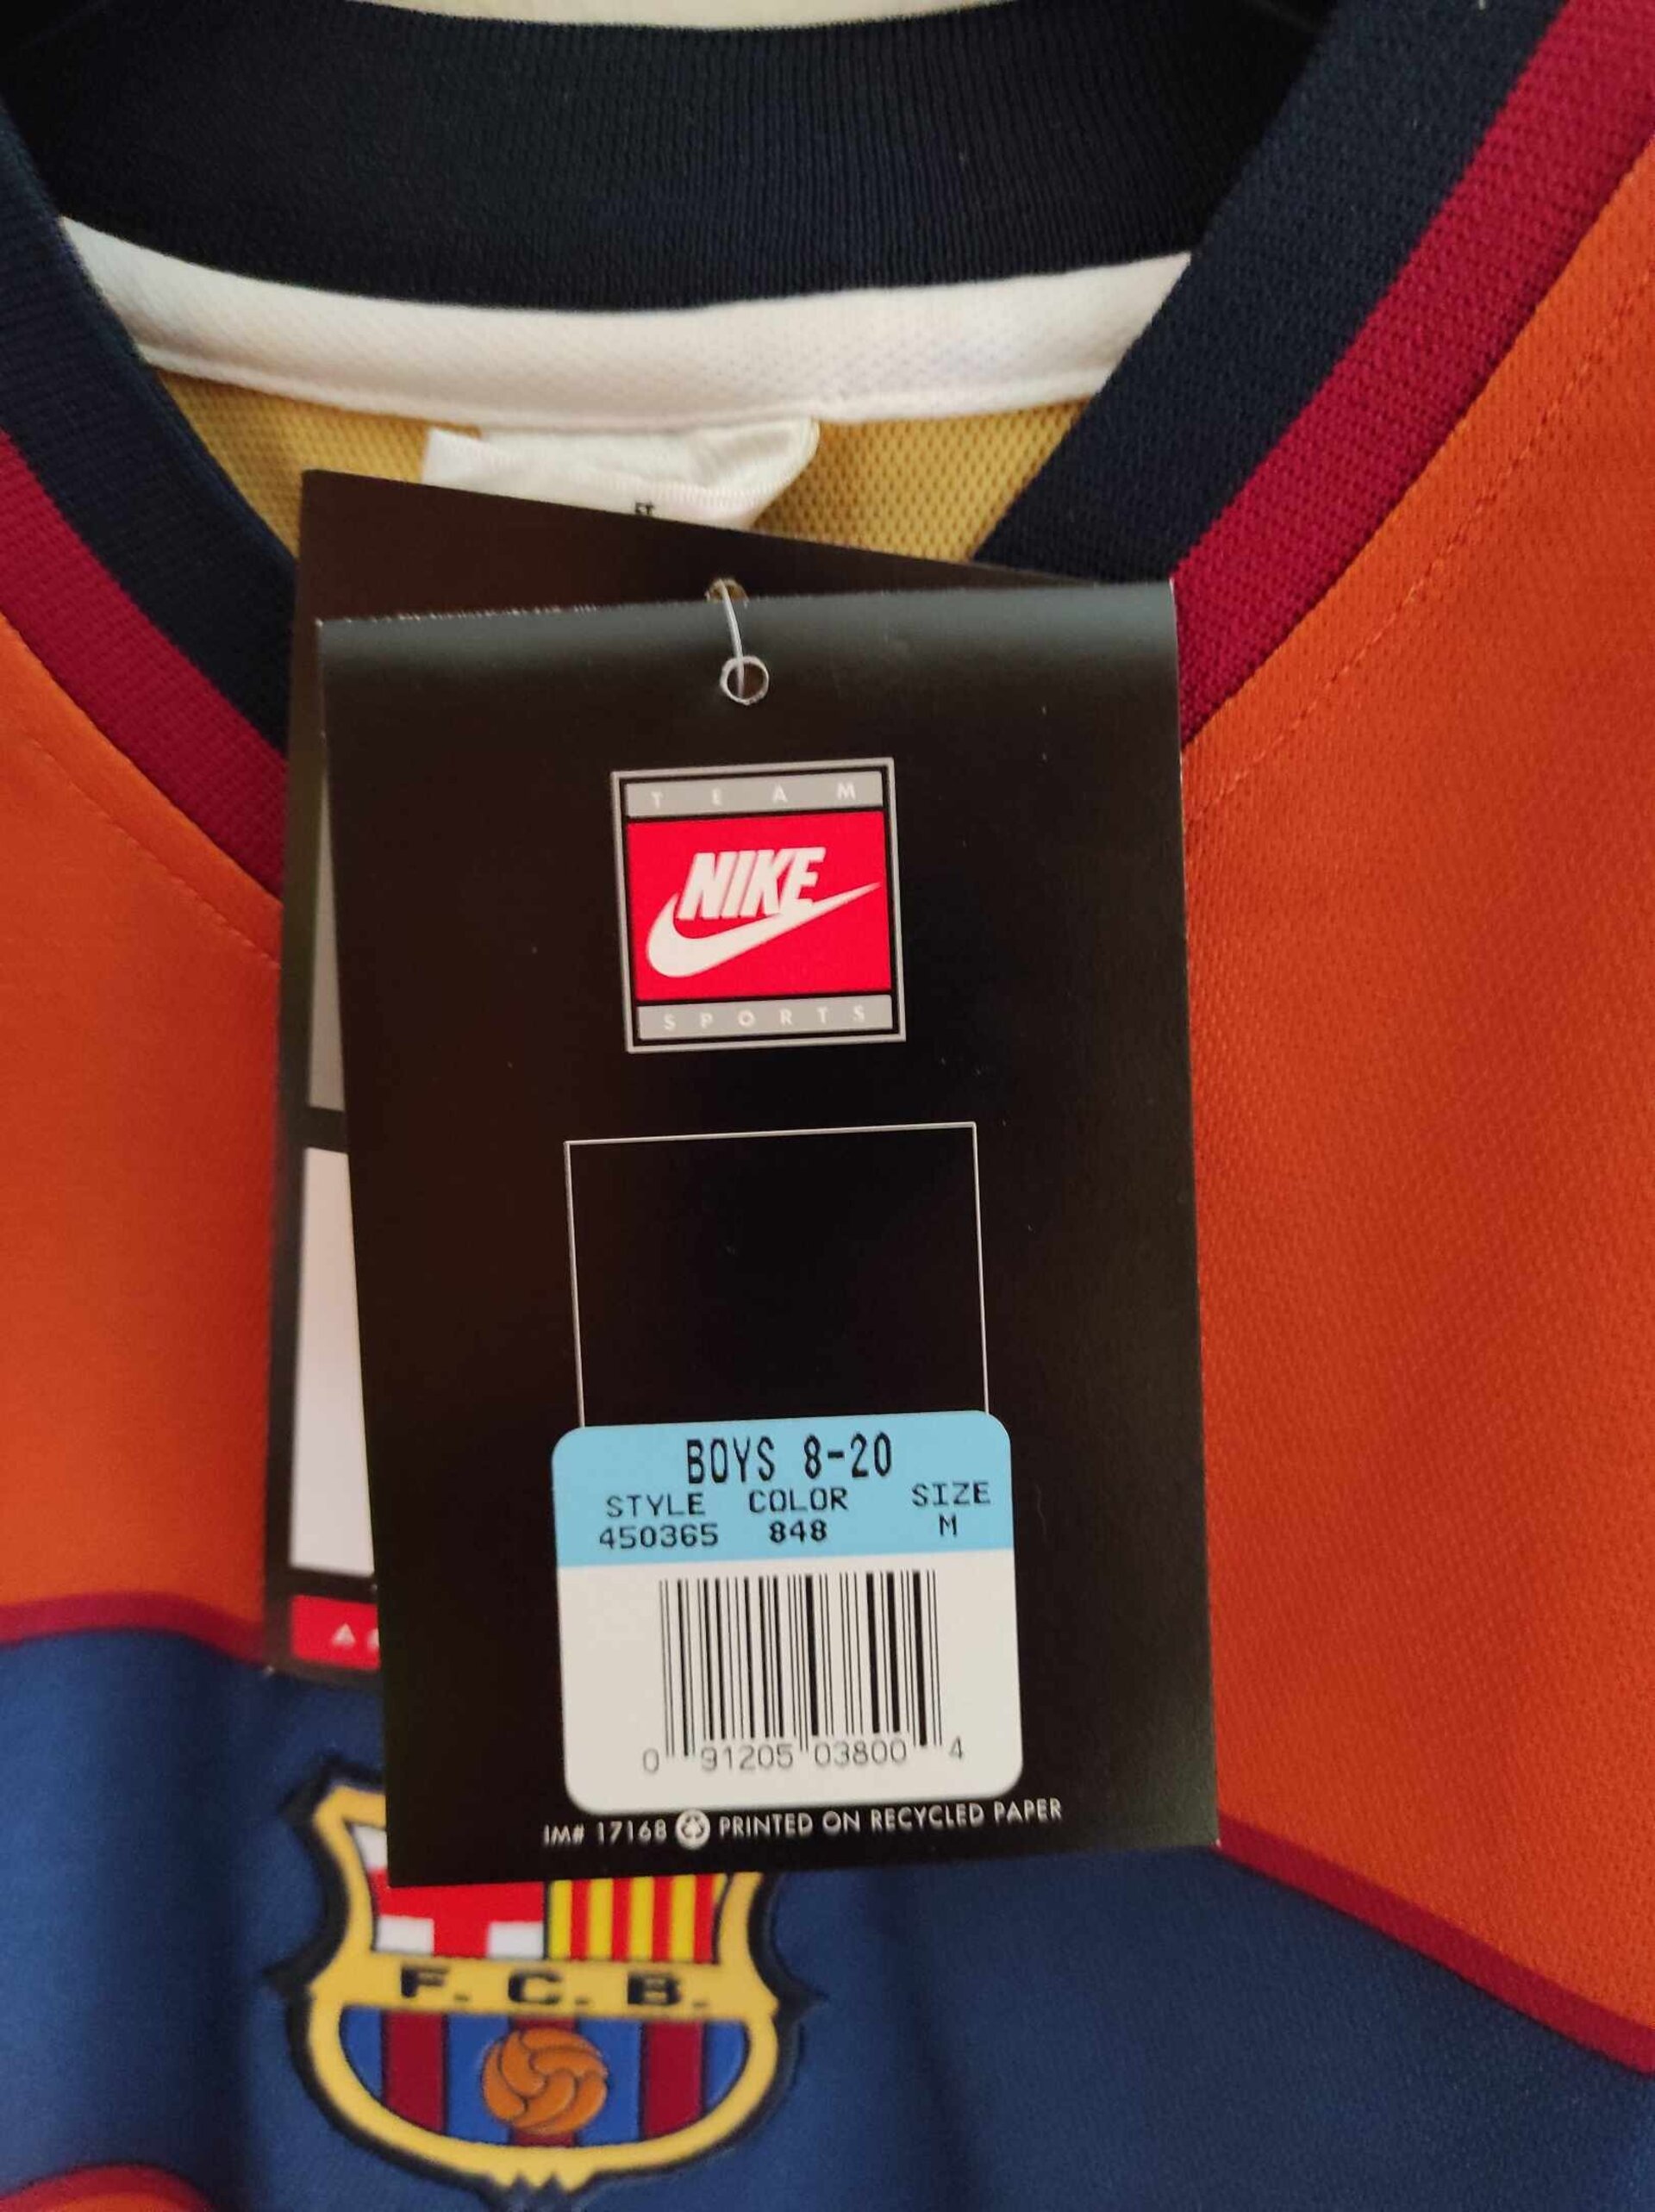 TEAM
NIKE
SPORTS
BOYS 8-20
STYLE COLOR SIZE
450365 848 M
0 91205 03800 4
IM# 17168 PRINTED ON RECYCLED PAPER
F.C.B.